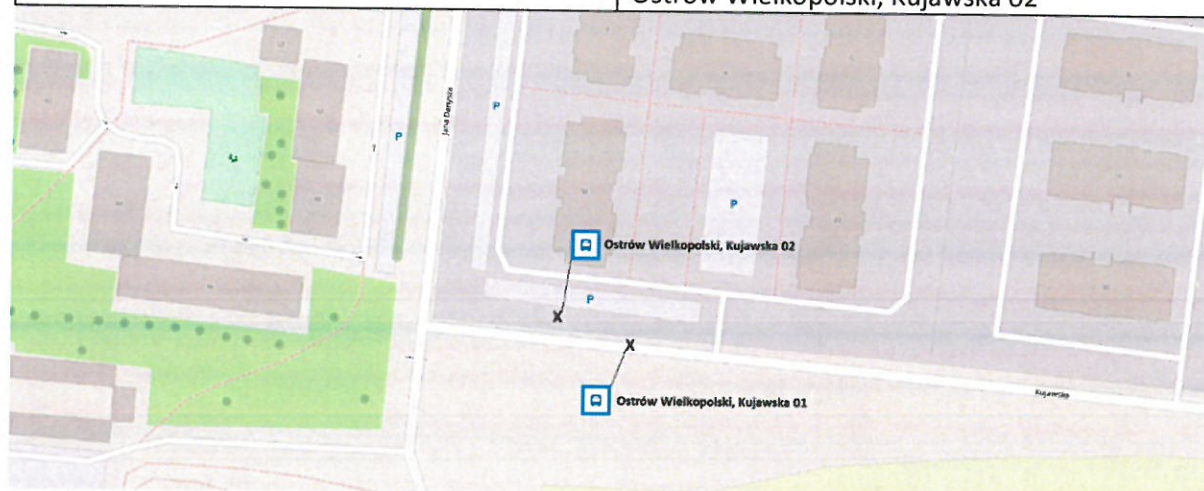 Ostrów Wielkopolski, Kujawska 02
P
P
Jana Danysza
P
Ostrów Wielkopolski, Kujawska 02
P
X
X
Ostrów Wielkopolski, Kujawska 01
Kujawska